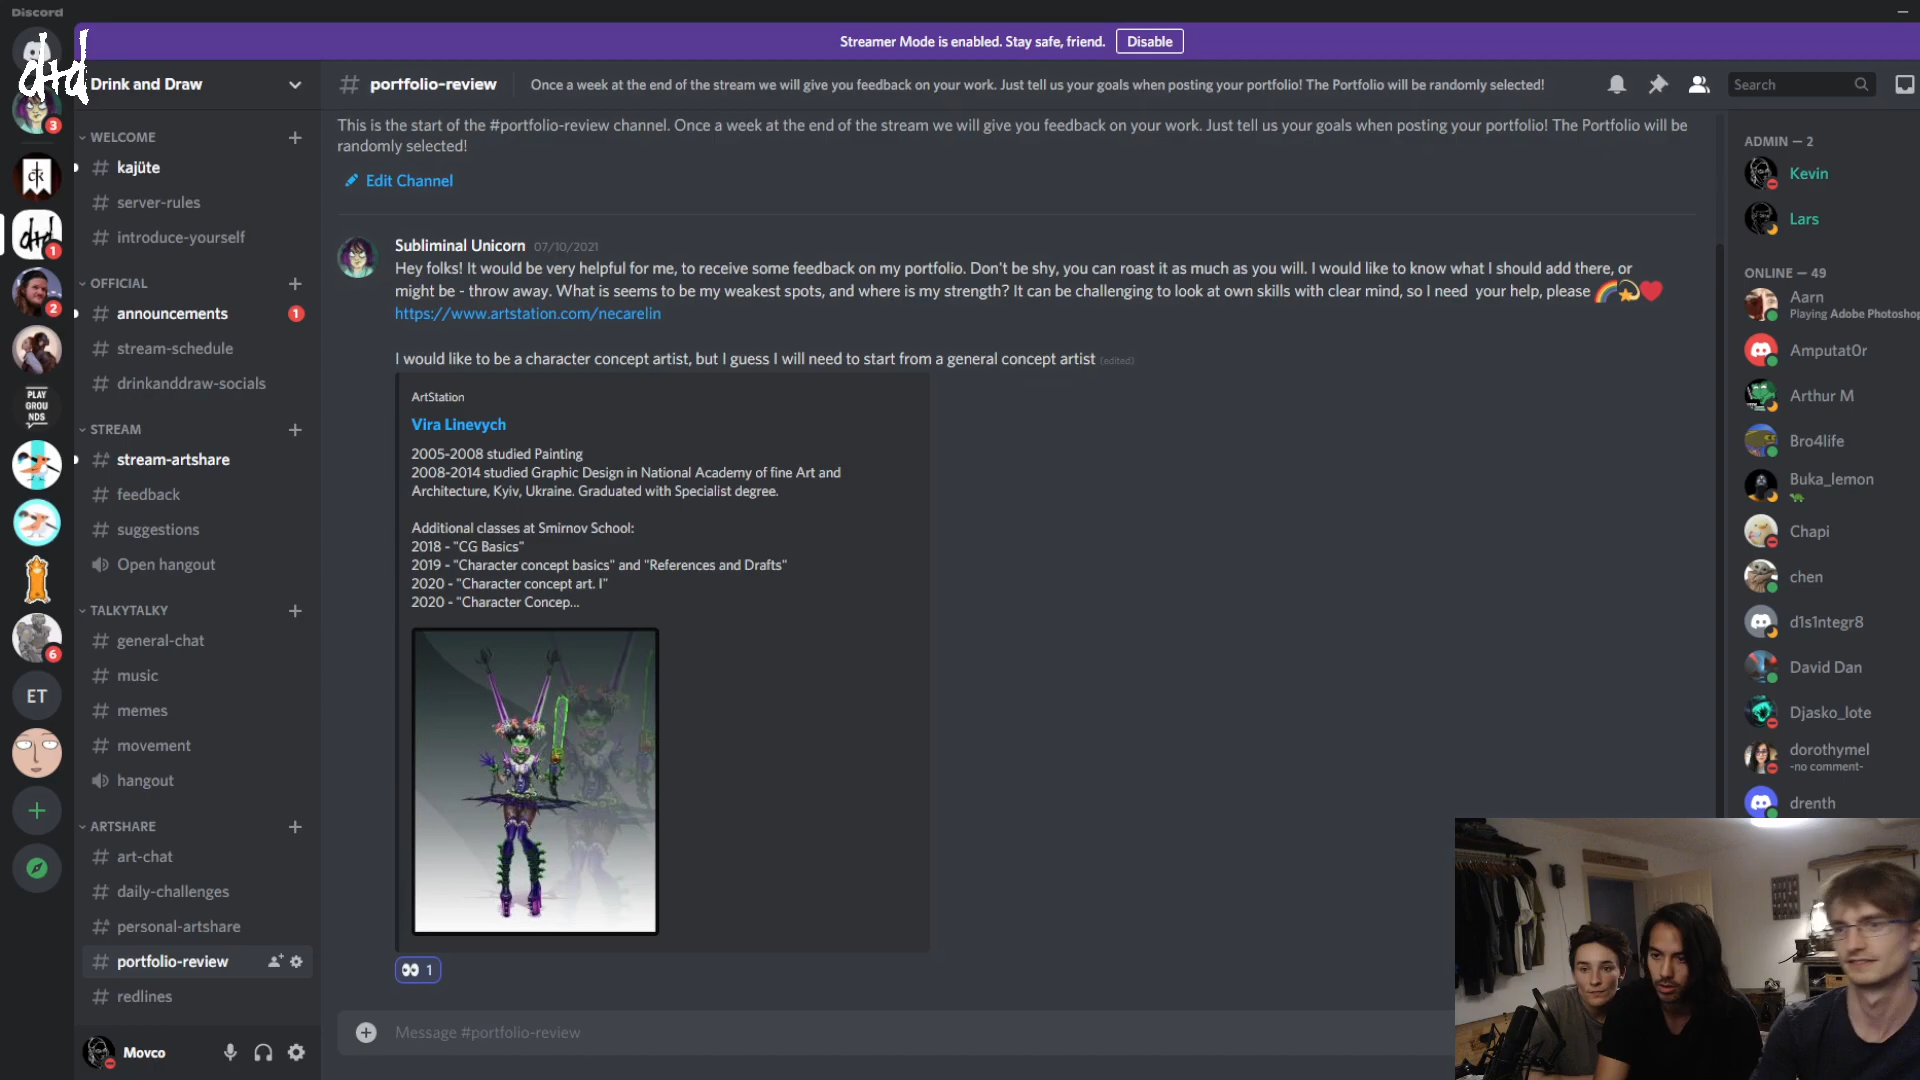 Discord
Streamer Mode is enabled. Stay safe, friend.
Disable
d+d
Drink and Draw
WELCOME
kajüte
server-rules
introduce-yourself
OFFICIAL
announcements
1
stream-schedule
drinkanddraw-socials
STREAM
stream-artshare
feedback
suggestions
Open hangout
TALKYTALKY
general-chat
music
memes
movement
hangout
ARTSHARE
art-chat
daily-challenges
personal-artshare
portfolio-review
redlines
Movco
3
1
2
PLAY
GROU
NDS
6
ET
portfolio-review
Once a week at the end of the stream we will give you feedback on your work. Just tell us your goals when posting your portfolio! The Portfolio will be randomly selected!
Search
This is the start of the #portfolio-review channel. Once a week at the end of the stream we will give you feedback on your work. Just tell us your goals when posting your portfolio! The Portfolio will be
randomly selected!
Edit Channel
Subliminal Unicorn 07/10/2021
Hey folks! It would be very helpful for me, to receive some feedback on my portfolio. Don't be shy, you can roast it as much as you will. I would like to know what I should add there, or
might be - throw away. What is seems to be my weakest spots, and where is my strength? It can be challenging to look at own skills with clear mind, so I need your help, please 🌈💫❤️
https://www.artstation.com/necarelin
I would like to be a character concept artist, but I guess I will need to start from a general concept artist (edited)
ArtStation
Vira Linevych
2005-2008 studied Painting
2008-2014 studied Graphic Design in National Academy of fine Art and
Architecture, Kyiv, Ukraine. Graduated with Specialist degree.
Additional classes at Smirnov School:
2018 - "CG Basics"
2019 - "Character concept basics" and "References and Drafts"
2020 - "Character concept art. I"
2020 - "Character Concep...
👀 1
Message #portfolio-review
ADMIN — 2
Kevin
Lars
ONLINE — 49
Aarn
Playing Adobe Photoshop
Amputat0r
Arthur M
Bro4life
Buka_lemon
Chapi
chen
d1s1ntegr8
David Dan
Djasko_lote
dorothymel
-no comment-
drenth